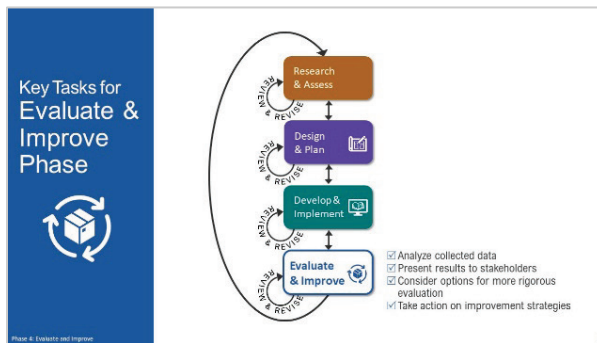 Key Tasks for
Evaluate &
Improve
Phase
Phase 4: Evaluate and Improve
Research
& Assess
REVIEW & REVISE
Design
& Plan
REVIEW & REVISE
Develop &
Implement
REVIEW & REVISE
Evaluate
& Improve
REVIEW & REVISE
Analyze collected data
Present results to stakeholders
Consider options for more rigorous
evaluation
Take action on improvement strategies